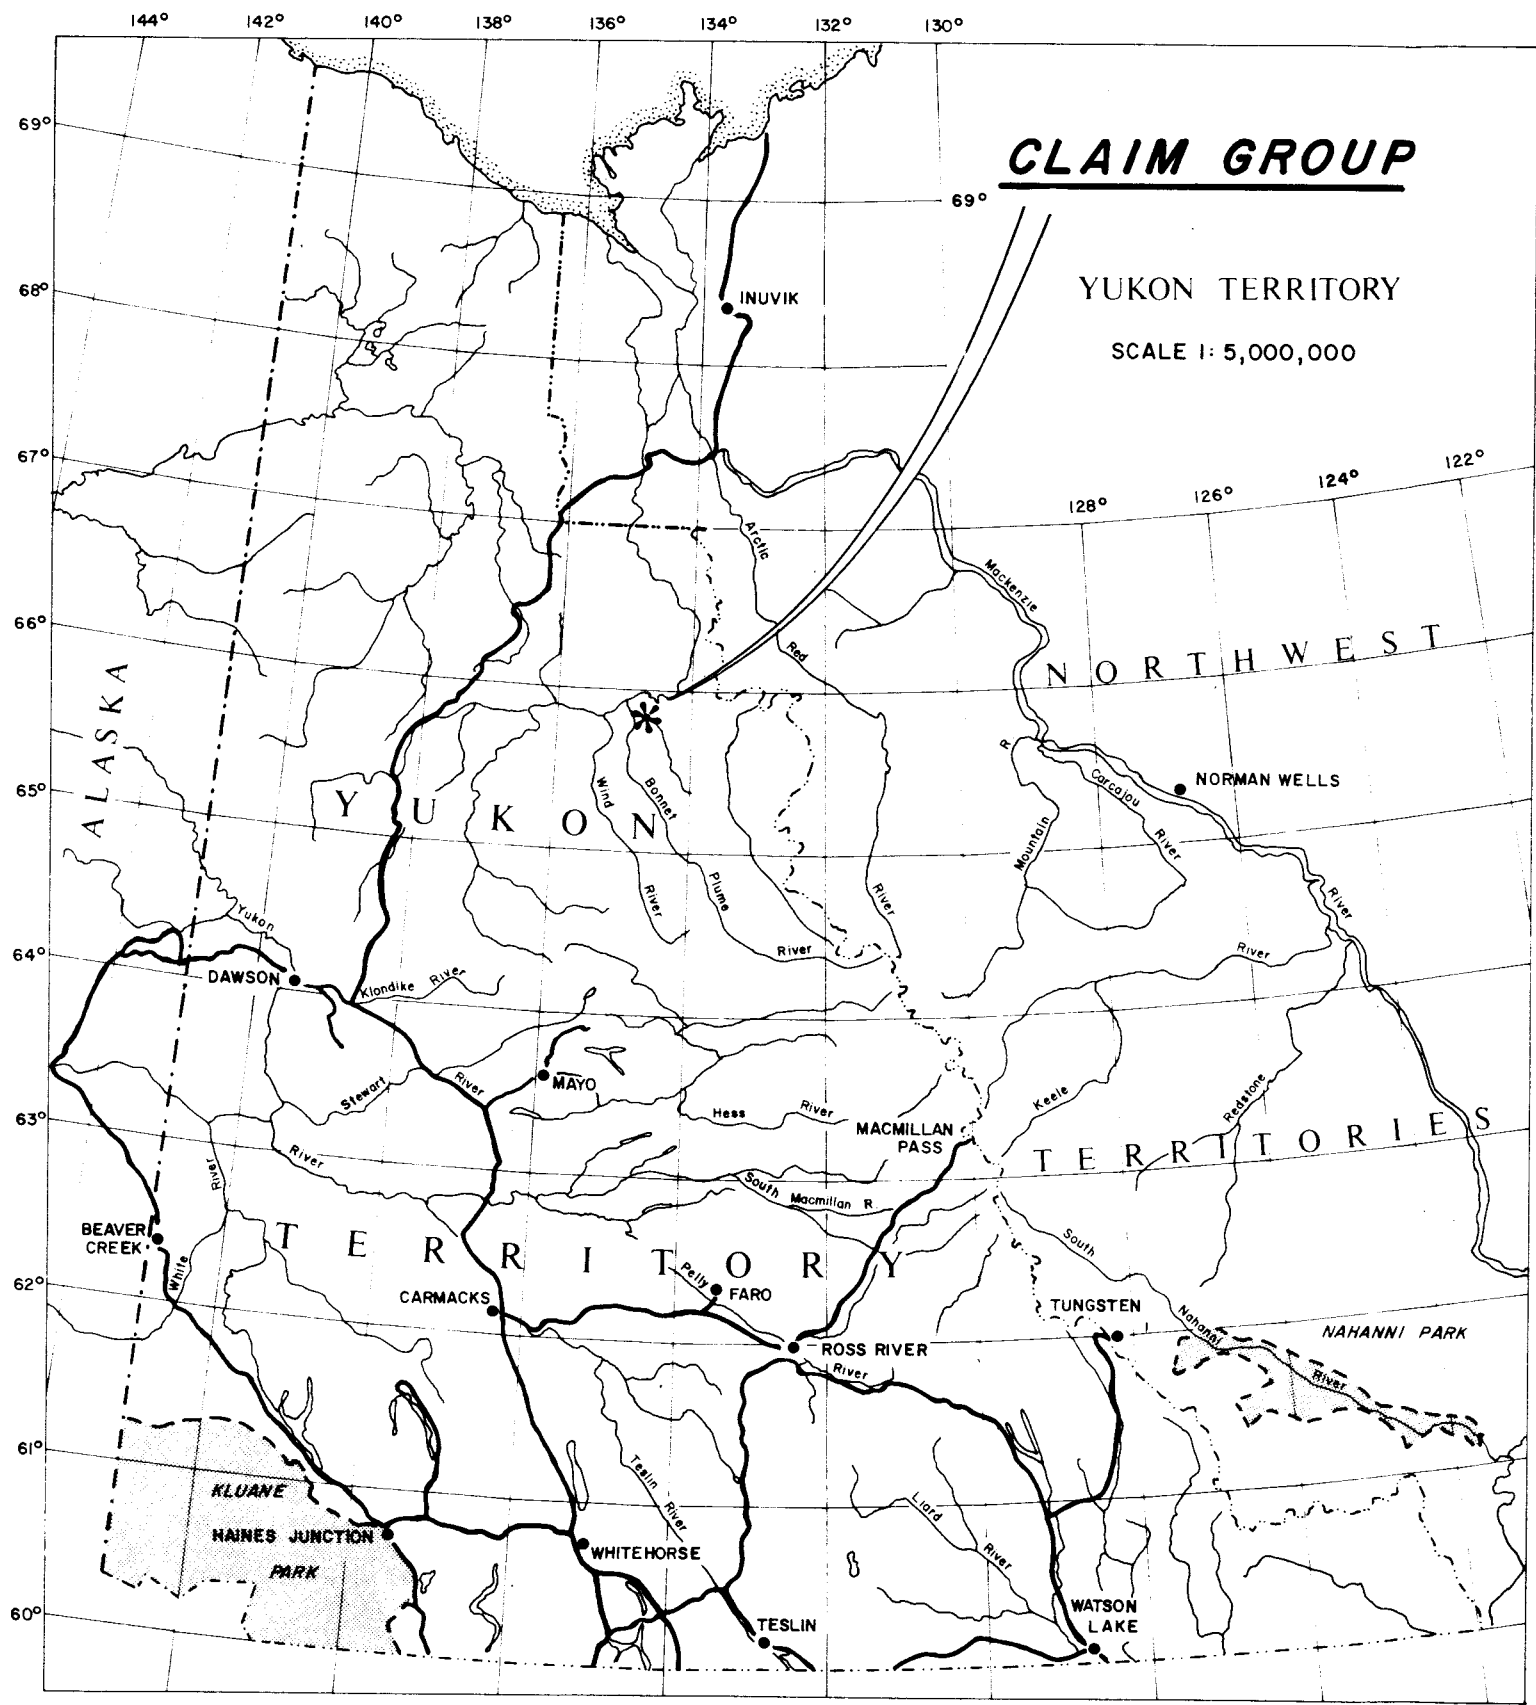 144° 142° 140° 138° 136° 134° 132° 130°
69°
CLAIM GROUP
69°
YUKON TERRITORY
68°
INUVIK
SCALE 1: 5,000,000
67°
128° 126° 124° 122°
Arctic
Mackenzie
66°
Red
NORTHWEST
ALASKA
R
Carcajou
NORMAN WELLS
65°
Wind
Bonnet
YUKON
Mountain
River
Plume
River
River
River
Yukon
River
River
64°
DAWSON
Klondike River
MAYO
Stewart
River
Keele
Redstone
63°
Hess River
MACMILLAN
PASS
TERRITORIES
River
River
South Macmillan R.
BEAVER
CREEK
TERRITORY
South
White
62°
Pelly
FARO
CARMACKS
TUNGSTEN
Nahanni
NAHANNI PARK
ROSS RIVER
River
River
61°
KLUANE
Teslin River
Liard
HAINES JUNCTION
River
WHITEHORSE
PARK
60°
WATSON
LAKE
TESLIN